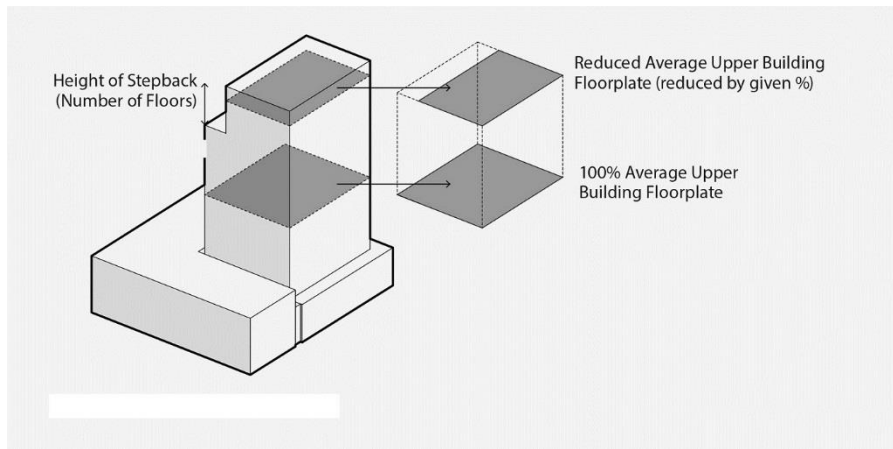 Height of Stepback
(Number of Floors)
Reduced Average Upper Building
Floorplate (reduced by given %)
100% Average Upper
Building Floorplate